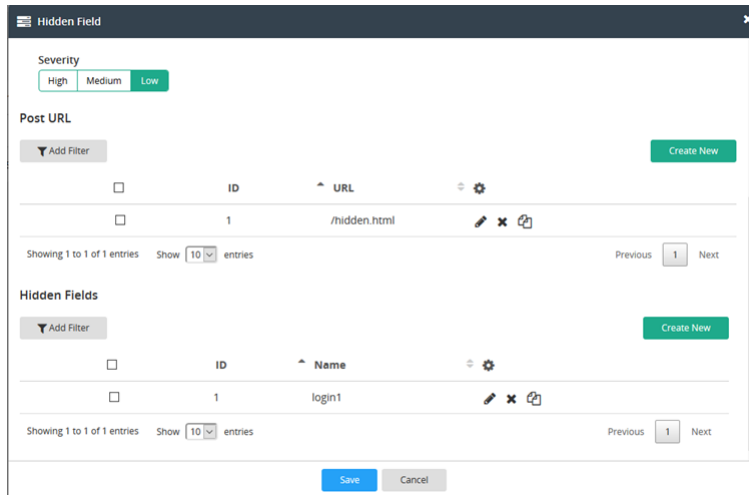 Hidden Field
Severity
High Medium Low
Post URL
Add Filter Create New
ID URL
1 /hidden.html
Showing 1 to 1 of 1 entries Show 10 entries Previous 1 Next
Hidden Fields
Add Filter Create New
ID Name
1 login1
Showing 1 to 1 of 1 entries Show 10 entries Previous 1 Next
Save Cancel